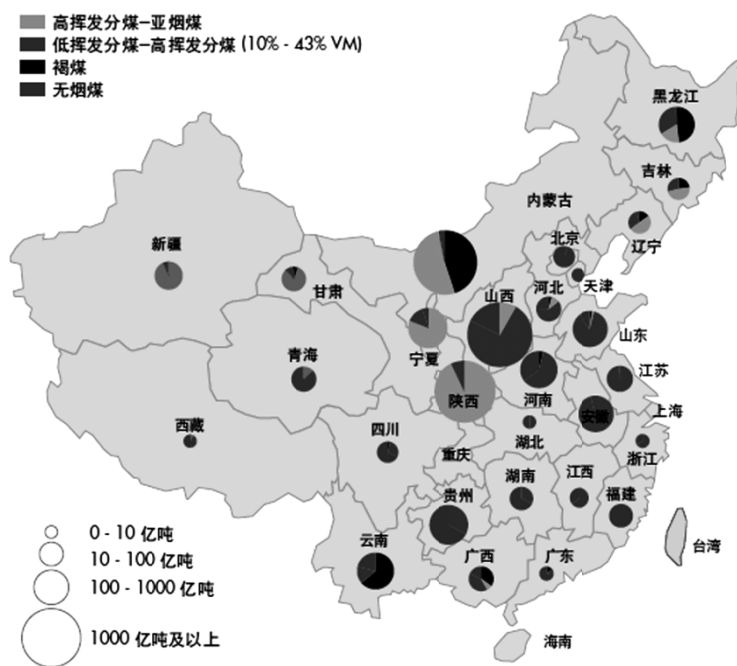 高挥发分煤–亚烟煤
低挥发分煤–高挥发分煤 (10% - 43% VM)
褐煤
无烟煤
黑龙江
吉林
内蒙古
辽宁
北京
新疆
甘肃
天津
河北
山西
山东
宁夏
青海
江苏
河南
陕西
安徽
上海
西藏
四川
湖北
重庆
浙江
湖南
江西
贵州
福建
云南
台湾
广西
广东
海南
0 - 10 亿吨
10 - 100 亿吨
100 - 1000 亿吨
1000 亿吨及以上